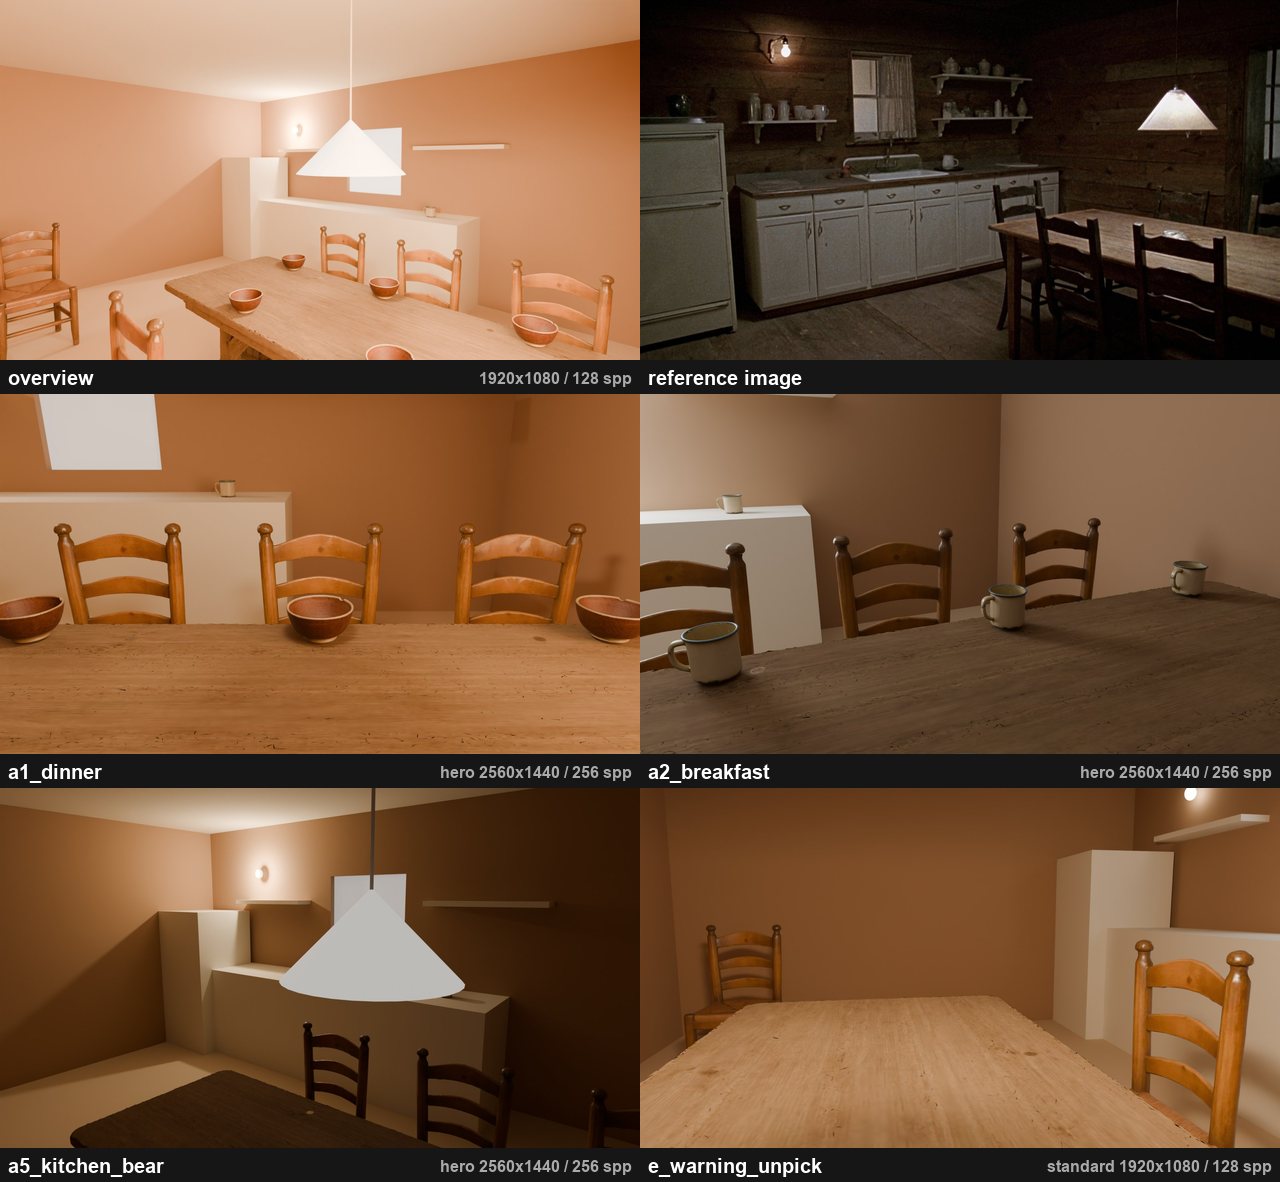 overview 1920x1080 / 128 spp
reference image
a1_dinner hero 2560x1440 / 256 spp
a2_breakfast hero 2560x1440 / 256 spp
a5_kitchen_bear hero 2560x1440 / 256 spp
e_warning_unpick standard 1920x1080 / 128 spp